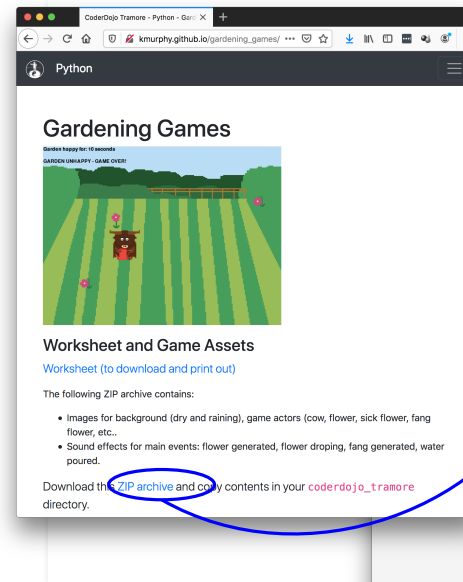 CoderDojo Tramore - Python - Gard
kmurphy.github.io/gardening_games/
Python
Gardening Games
Garden happy for: 10 seconds
GARDEN UNHAPPY - GAME OVER!
Worksheet and Game Assets
Worksheet (to download and print out)
The following ZIP archive contains:
Images for background (dry and raining), game actors (cow, flower, sick flower, fang
flower, etc..
Sound effects for main events: flower generated, flower droping, fang generated, water
poured.
Download this ZIP archive and copy contents in your coderdojo_tramore
directory.